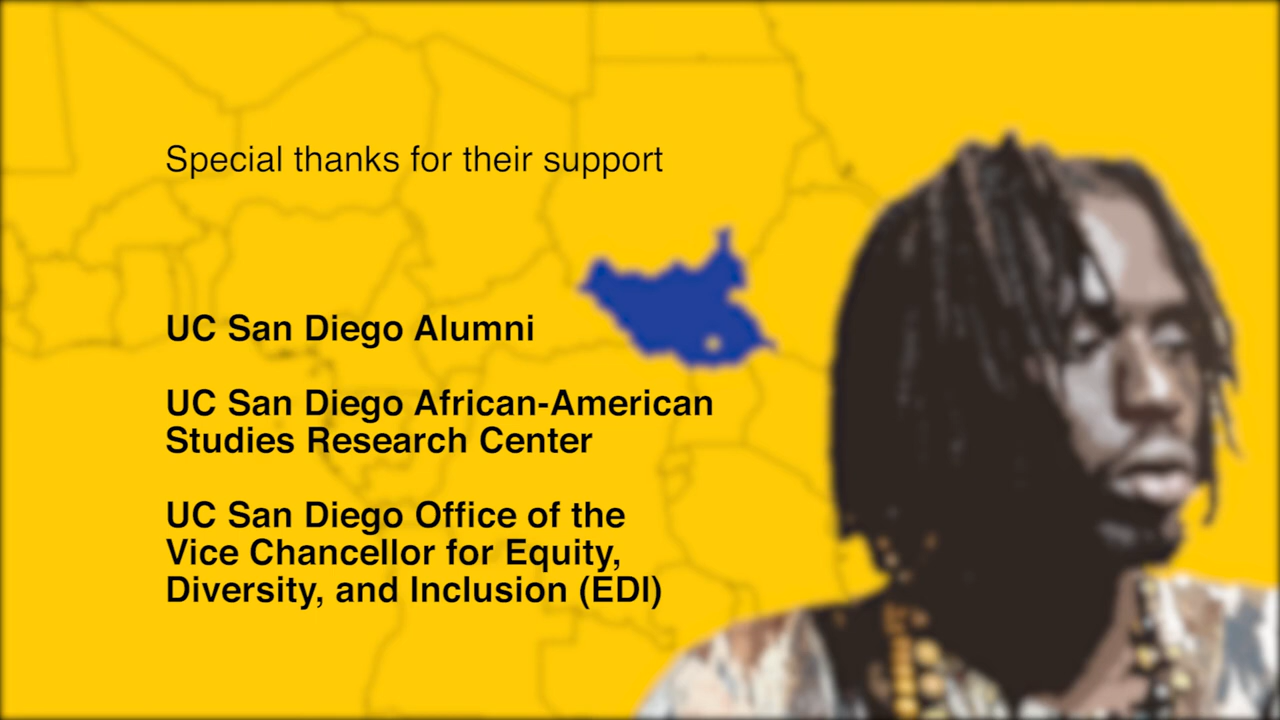 Special thanks for their support
UC San Diego Alumni
UC San Diego African-American
Studies Research Center
UC San Diego Office of the
Vice Chancellor for Equity,
Diversity, and Inclusion (EDI)